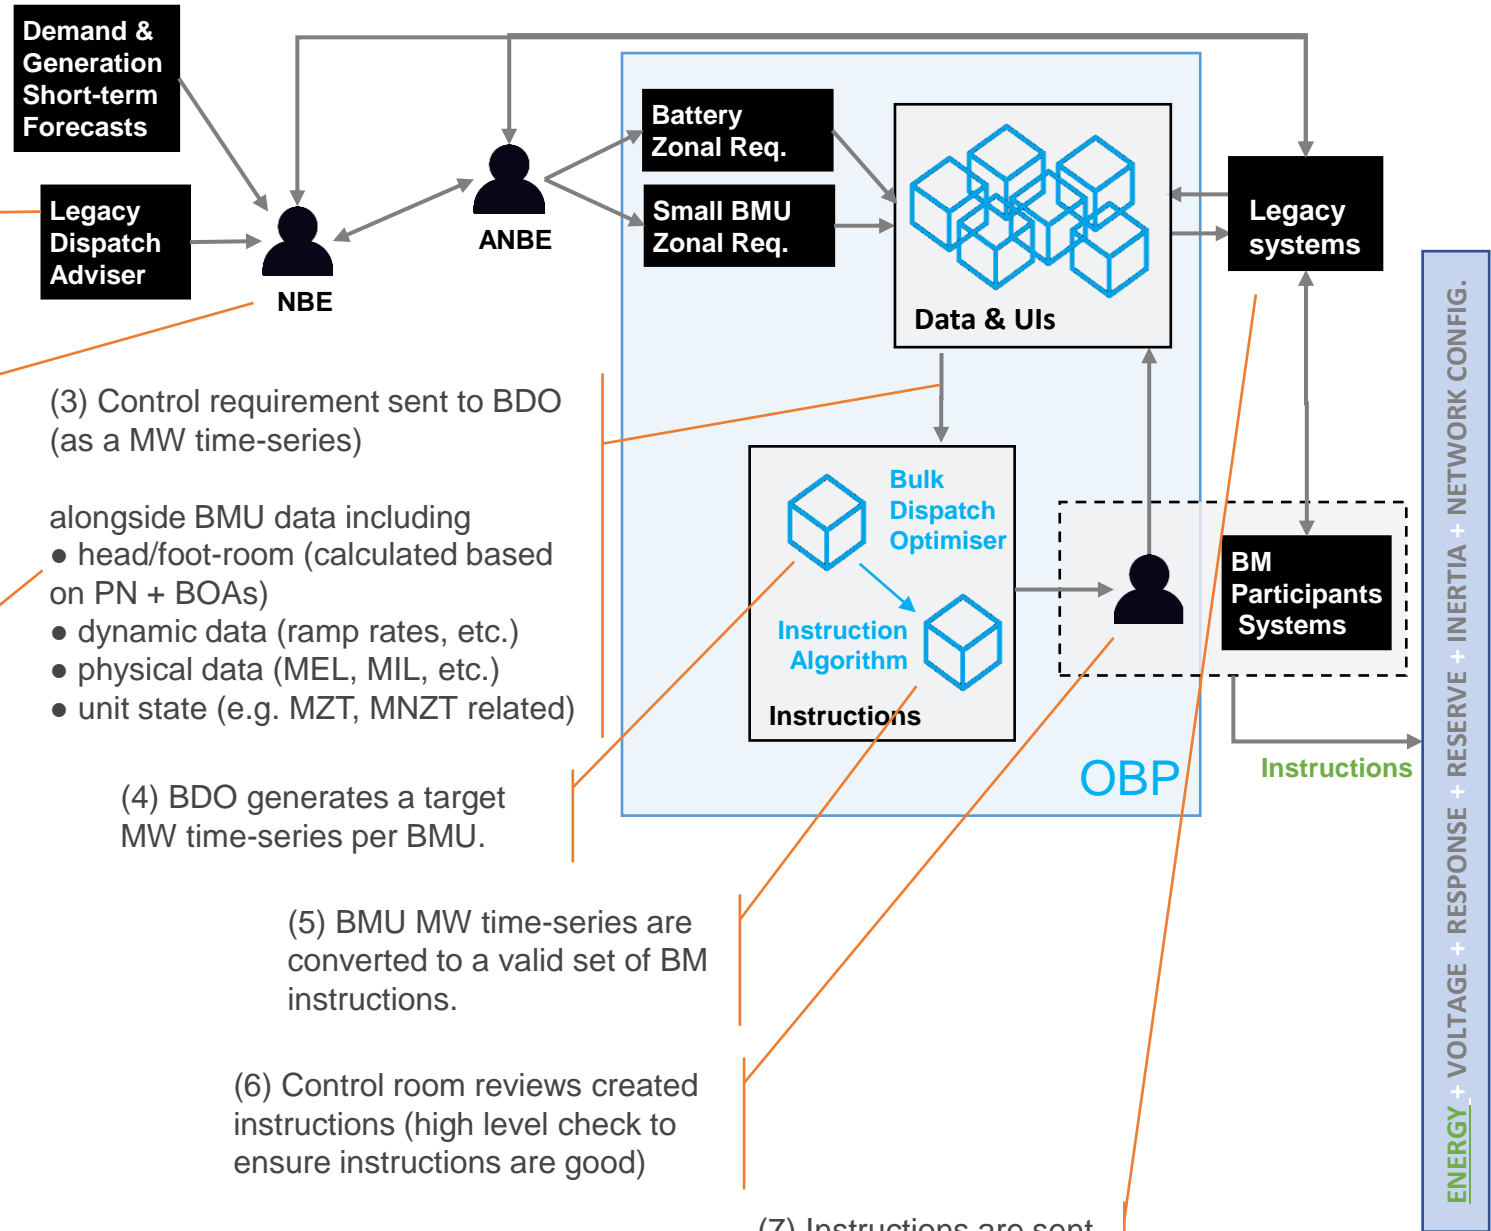 Demand &
Generation
Short-term
Forecasts
Legacy
Dispatch
Adviser
NBE
ANBE
Battery
Zonal Req.
Small BMU
Zonal Req.
Data & UIs
Legacy
systems
(3) Control requirement sent to BDO
(as a MW time-series)
alongside BMU data including
● head/foot-room (calculated based
on PN + BOAs)
● dynamic data (ramp rates, etc.)
● physical data (MEL, MIL, etc.)
● unit state (e.g. MZT, MNZT related)
Bulk
Dispatch
Optimiser
Instruction
Algorithm
Instructions
BM
Participants
Systems
OBP
Instructions
(4) BDO generates a target
MW time-series per BMU.
(5) BMU MW time-series are
converted to a valid set of BM
instructions.
(6) Control room reviews created
instructions (high level check to
ensure instructions are good)
(7) Instructions are sent
ENERGY + VOLTAGE + RESPONSE + RESERVE + INERTIA + NETWORK CONFIG.